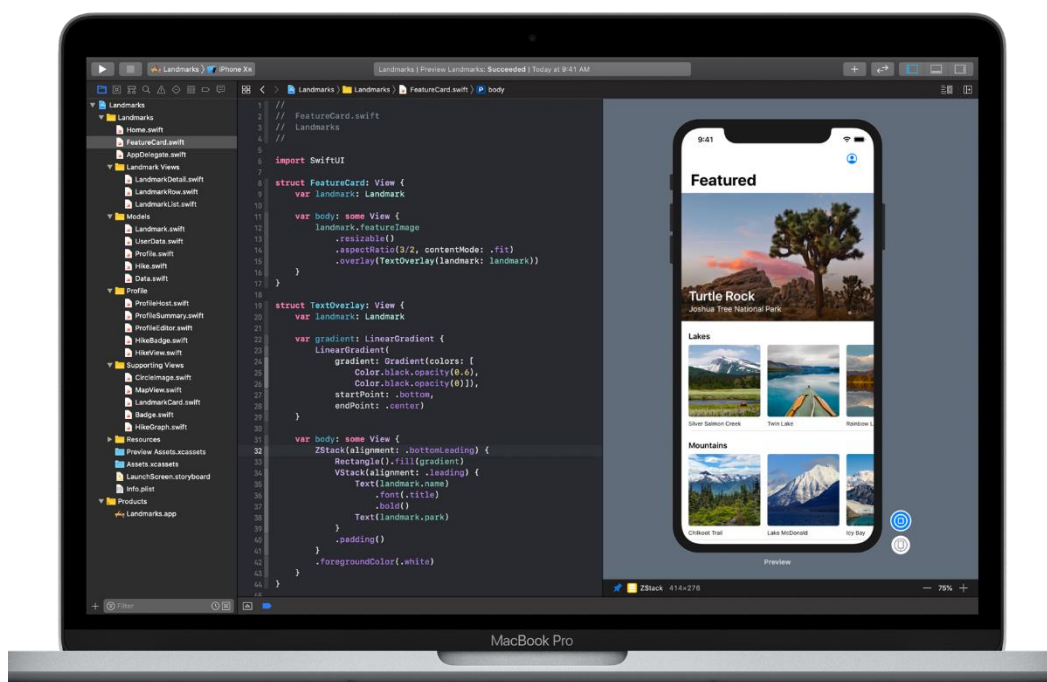 Landmarks 〉 iPhone Xʀ
Landmarks | Preview Landmarks: Succeeded | Today at 9:41 AM
Landmarks 〉 Landmarks 〉 FeatureCard.swift 〉 P body
Landmarks
Landmarks
Home.swift
FeatureCard.swift
AppDelegate.swift
Landmark Views
LandmarkDetail.swift
LandmarkRow.swift
LandmarkList.swift
Models
Landmark.swift
UserData.swift
Profile.swift
Hike.swift
Data.swift
Profile
ProfileHost.swift
ProfileSummary.swift
ProfileEditor.swift
HikeBadge.swift
HikeView.swift
Supporting Views
CircleImage.swift
MapView.swift
LandmarkCard.swift
Badge.swift
HikeGraph.swift
Resources
Preview Assets.xcassets
Assets.xcassets
LaunchScreen.storyboard
Info.plist
Products
Landmarks.app
Filter
1 //
2 // FeatureCard.swift
3 // Landmarks
4 //
5
6 import SwiftUI
7
8 struct FeatureCard: View {
9 var landmark: Landmark
10
11 var body: some View {
12 landmark.featureImage
13 .resizable()
14 .aspectRatio(3/2, contentMode: .fit)
15 .overlay(TextOverlay(landmark: landmark))
16 }
17 }
18
19 struct TextOverlay: View {
20 var landmark: Landmark
21
22 var gradient: LinearGradient {
23 LinearGradient(
24 gradient: Gradient(colors: [
25 Color.black.opacity(0.6),
26 Color.black.opacity(0)]),
27 startPoint: .bottom,
28 endPoint: .center)
29 }
30
31 var body: some View {
32 ZStack(alignment: .bottomLeading) {
33 Rectangle().fill(gradient)
34 VStack(alignment: .leading) {
35 Text(landmark.name)
36 .font(.title)
37 .bold()
38 Text(landmark.park)
39 }
40 .padding()
41 }
42 .foregroundColor(.white)
43 }
44 }
9:41
Featured
Turtle Rock
Joshua Tree National Park
Lakes
Silver Salmon Creek
Twin Lake
Rainbow L
Mountains
Chilkoot Trail
Lake McDonald
Icy Bay
Preview
ZStack 414×276
75%
MacBook Pro